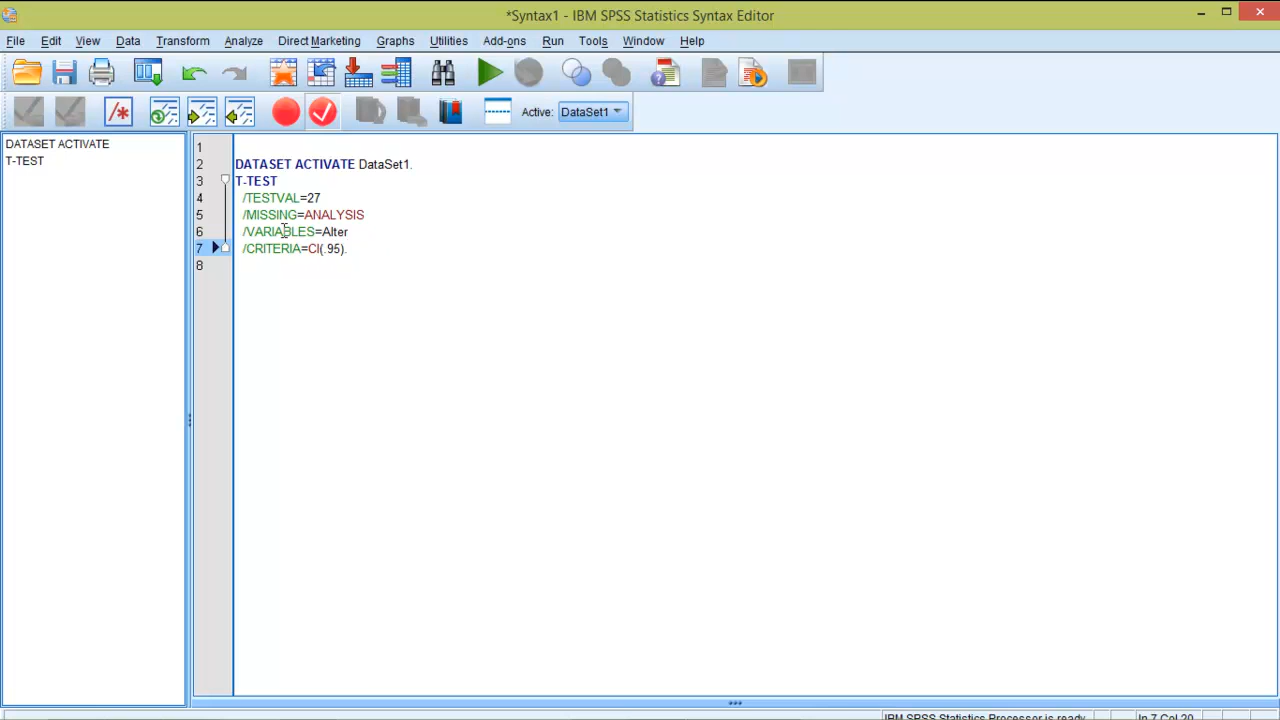 *Syntax1 - IBM SPSS Statistics Syntax Editor
File Edit View Data Transform Analyze Direct Marketing Graphs Utilities Add-ons Run Tools Window Help
Active: DataSet1
DATASET ACTIVATE
T-TEST
1
2 DATASET ACTIVATE DataSet1.
3 T-TEST
4 /TESTVAL=27
5 /MISSING=ANALYSIS
6 /VARIABLES=Alter
7 /CRITERIA=CI(.95).
8
IBM SPSS Statistics Processor is ready In 7 Col 20